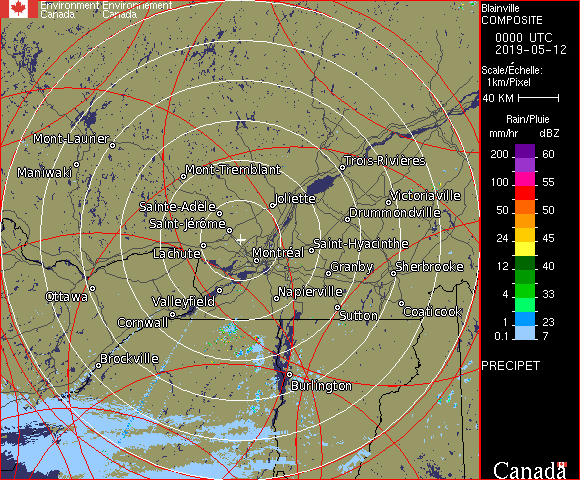 Environment Environnement
Canada Canada
Blainville
COMPOSITE
0000 UTC
2019-05-12
Scale/Échelle:
1km/Pixel
40 KM
Rain/Pluie
mm/hr dBZ
200 60
100 55
50 50
24 45
12 40
4 33
1 23
0.1 7
PRECIPET
Canada
Mont-Laurier
Maniwaki
Mont-Tremblant
Trois-Rivières
Joliette
Victoriaville
Sainte-Adèle
Drummondville
Saint-Jérôme
Saint-Hyacinthe
Lachute
Montréal
Granby
Sherbrooke
Ottawa
Valleyfield
Napierville
Cornwall
Sutton
Coaticook
Brockville
Burlington